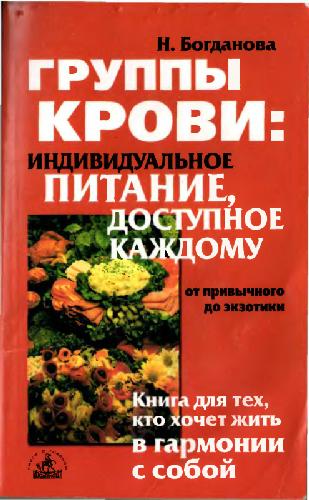 Н. Богданова
ГРУППЫ
КРОВИ:
ИНДИВИДУАЛЬНОЕ
ПИТАНИЕ,
ДОСТУПНОЕ
КАЖДОМУ
от привычного
до экзотики
Книга для тех,
кто хочет жить
в гармонии
с собой